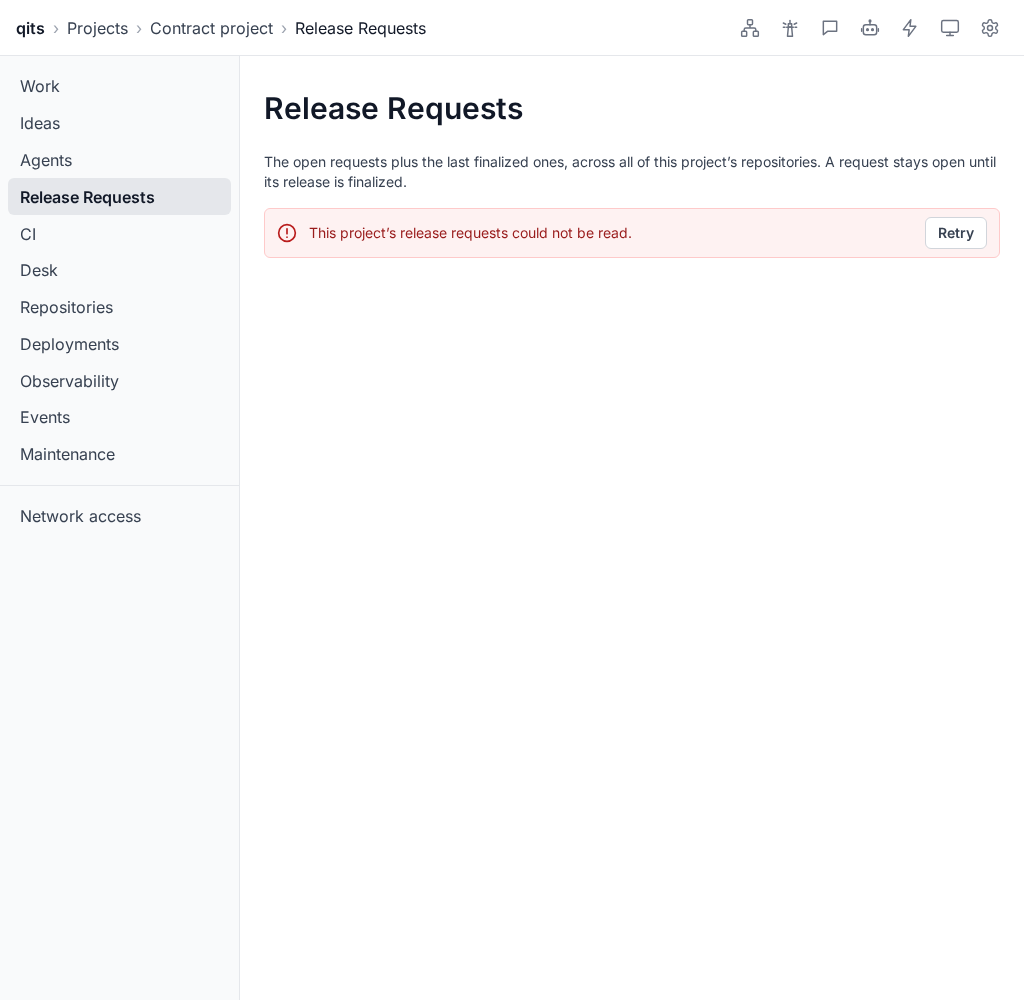 qits › Projects › Contract project › Release Requests
Work
Ideas
Agents
Release Requests
CI
Desk
Repositories
Deployments
Observability
Events
Maintenance
Network access
Release Requests
The open requests plus the last finalized ones, across all of this project’s repositories. A request stays open until
its release is finalized.
This project’s release requests could not be read.
Retry